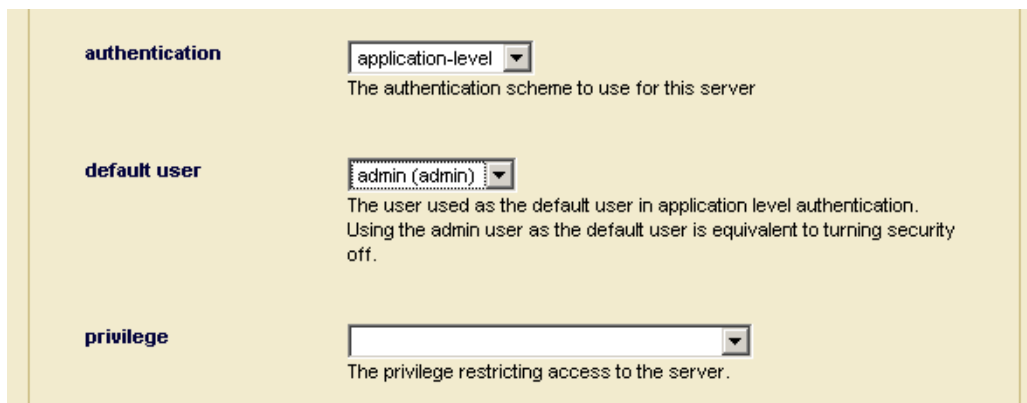 authentication
application-level
The authentication scheme to use for this server
default user
admin (admin)
The user used as the default user in application level authentication.
Using the admin user as the default user is equivalent to turning security
off.
privilege
The privilege restricting access to the server.